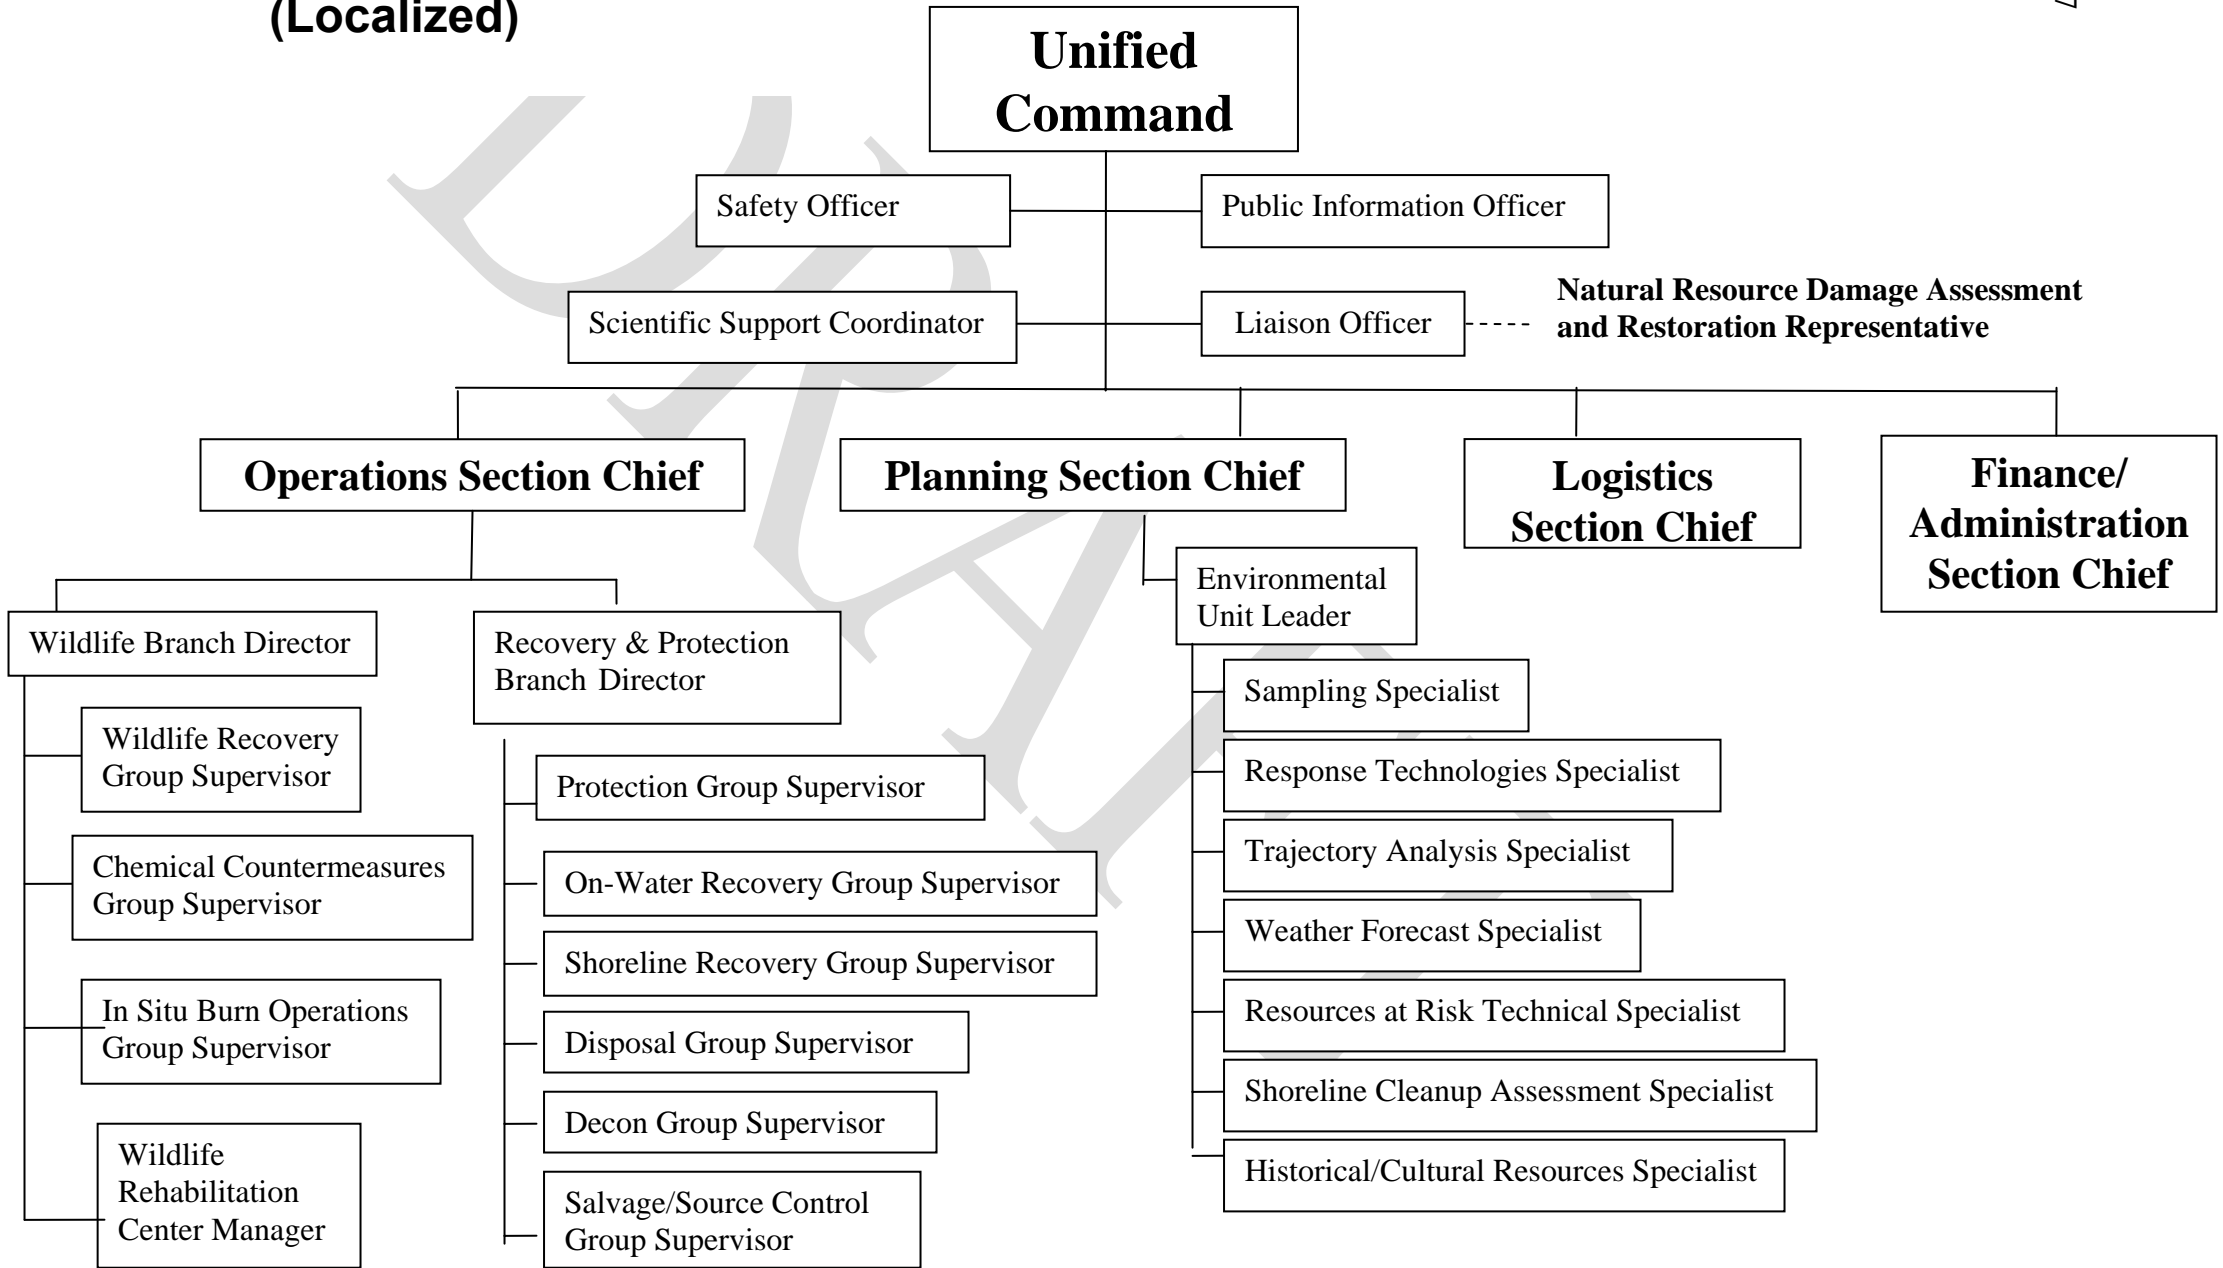 (Localized)
Unified
Command
Safety Officer
Public Information Officer
Scientific Support Coordinator
Liaison Officer
Natural Resource Damage Assessment
and Restoration Representative
Operations Section Chief
Planning Section Chief
Logistics
Section Chief
Finance/
Administration
Section Chief
Wildlife Branch Director
Wildlife Recovery
Group Supervisor
Chemical Countermeasures
Group Supervisor
In Situ Burn Operations
Group Supervisor
Wildlife
Rehabilitation
Center Manager
Recovery & Protection
Branch Director
Protection Group Supervisor
On-Water Recovery Group Supervisor
Shoreline Recovery Group Supervisor
Disposal Group Supervisor
Decon Group Supervisor
Salvage/Source Control
Group Supervisor
Environmental
Unit Leader
Sampling Specialist
Response Technologies Specialist
Trajectory Analysis Specialist
Weather Forecast Specialist
Resources at Risk Technical Specialist
Shoreline Cleanup Assessment Specialist
Historical/Cultural Resources Specialist
DRAFT